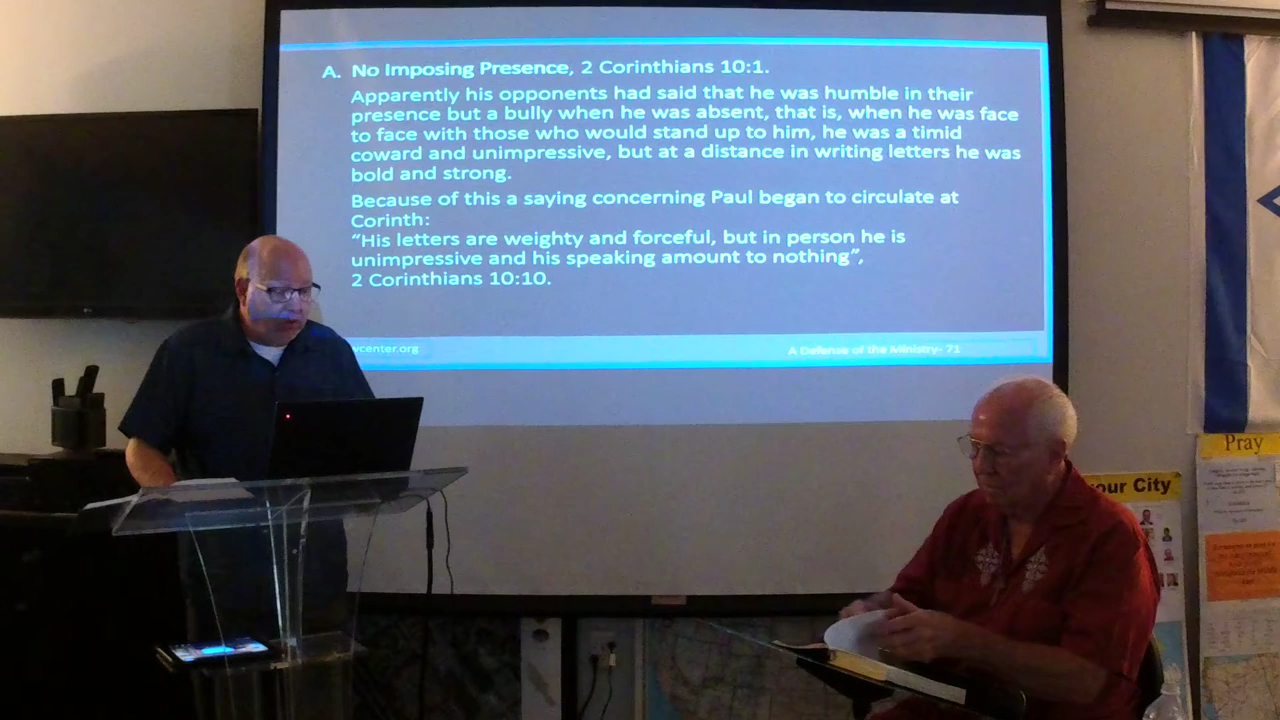 A. No Imposing Presence, 2 Corinthians 10:1.
Apparently his opponents had said that he was humble in their
presence but a bully when he was absent, that is, when he was face
to face with those who would stand up to him, he was a timid
coward and unimpressive, but at a distance in writing letters he was
bold and strong.
Because of this a saying concerning Paul began to circulate at
Corinth:
“His letters are weighty and forceful, but in person he is
unimpressive and his speaking amount to nothing”,
2 Corinthians 10:10.
vcenter.org
A Defense of the Ministry- 71
Pray
our City